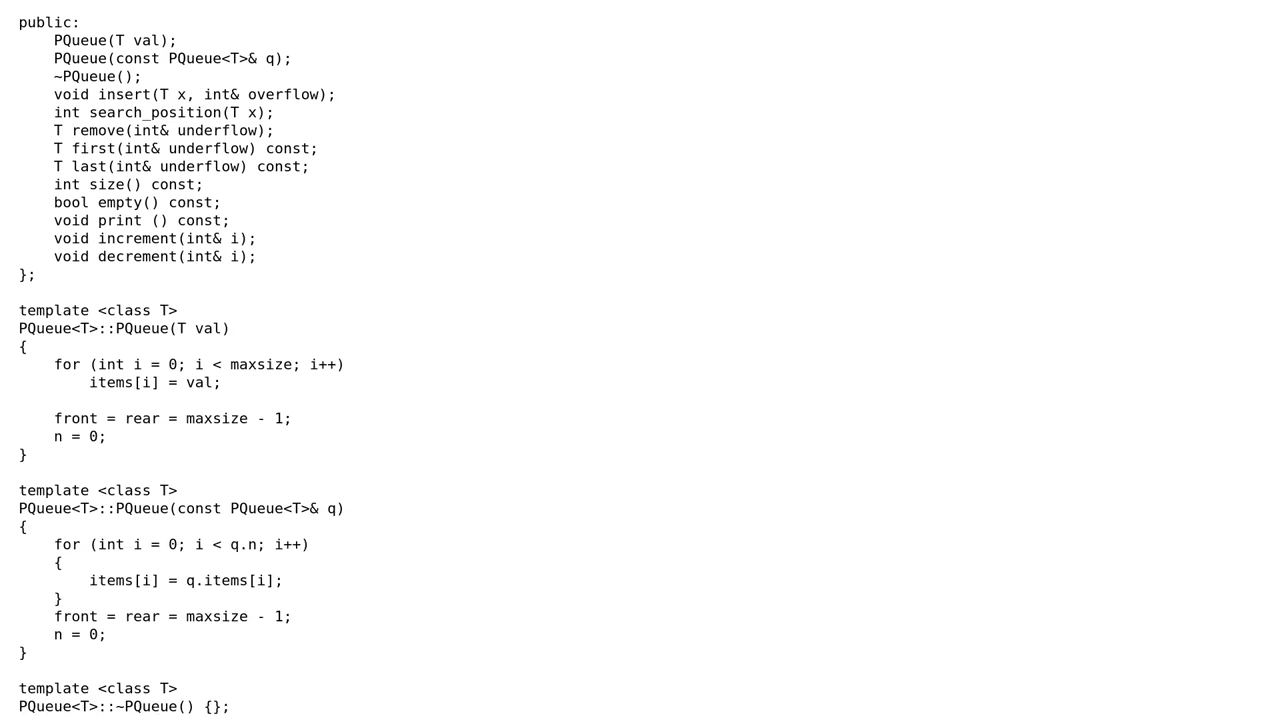 public:
    PQueue(T val);
    PQueue(const PQueue<T>& q);
    ~PQueue();
    void insert(T x, int& overflow);
    int search_position(T x);
    T remove(int& underflow);
    T first(int& underflow) const;
    T last(int& underflow) const;
    int size() const;
    bool empty() const;
    void print () const;
    void increment(int& i);
    void decrement(int& i);
};

template <class T>
PQueue<T>::PQueue(T val)
{
    for (int i = 0; i < maxsize; i++)
        items[i] = val;

    front = rear = maxsize - 1;
    n = 0;
}

template <class T>
PQueue<T>::PQueue(const PQueue<T>& q)
{
    for (int i = 0; i < q.n; i++)
    {
        items[i] = q.items[i];
    }
    front = rear = maxsize - 1;
    n = 0;
}

template <class T>
PQueue<T>::~PQueue() {};